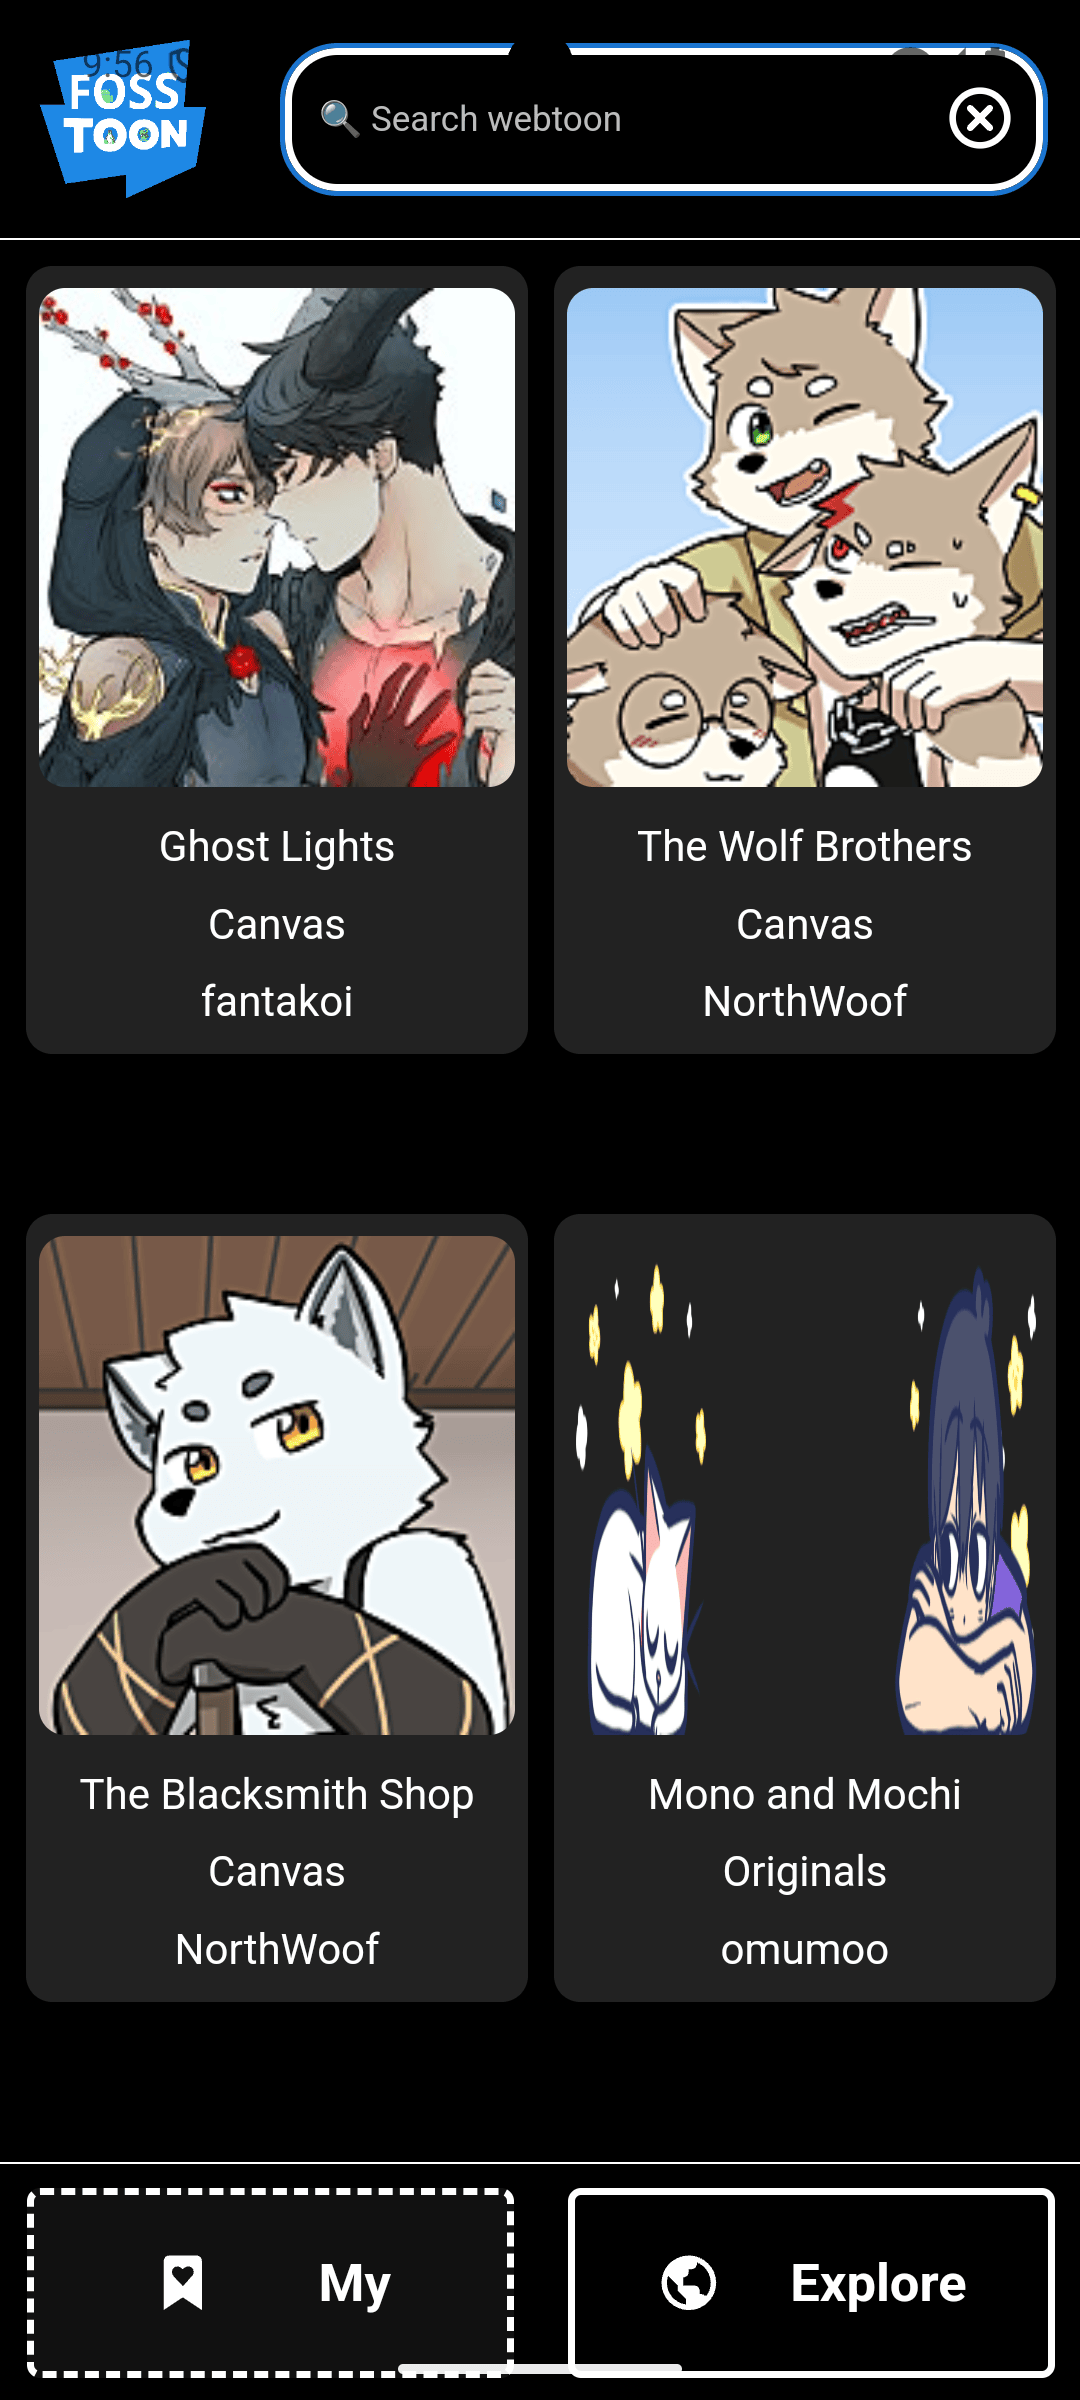 9:56
FOSS
TOON
🔍 Search webtoon
Ghost Lights
Canvas
fantakoi
The Wolf Brothers
Canvas
NorthWoof
The Blacksmith Shop
Canvas
NorthWoof
Mono and Mochi
Originals
omumoo
My
Explore